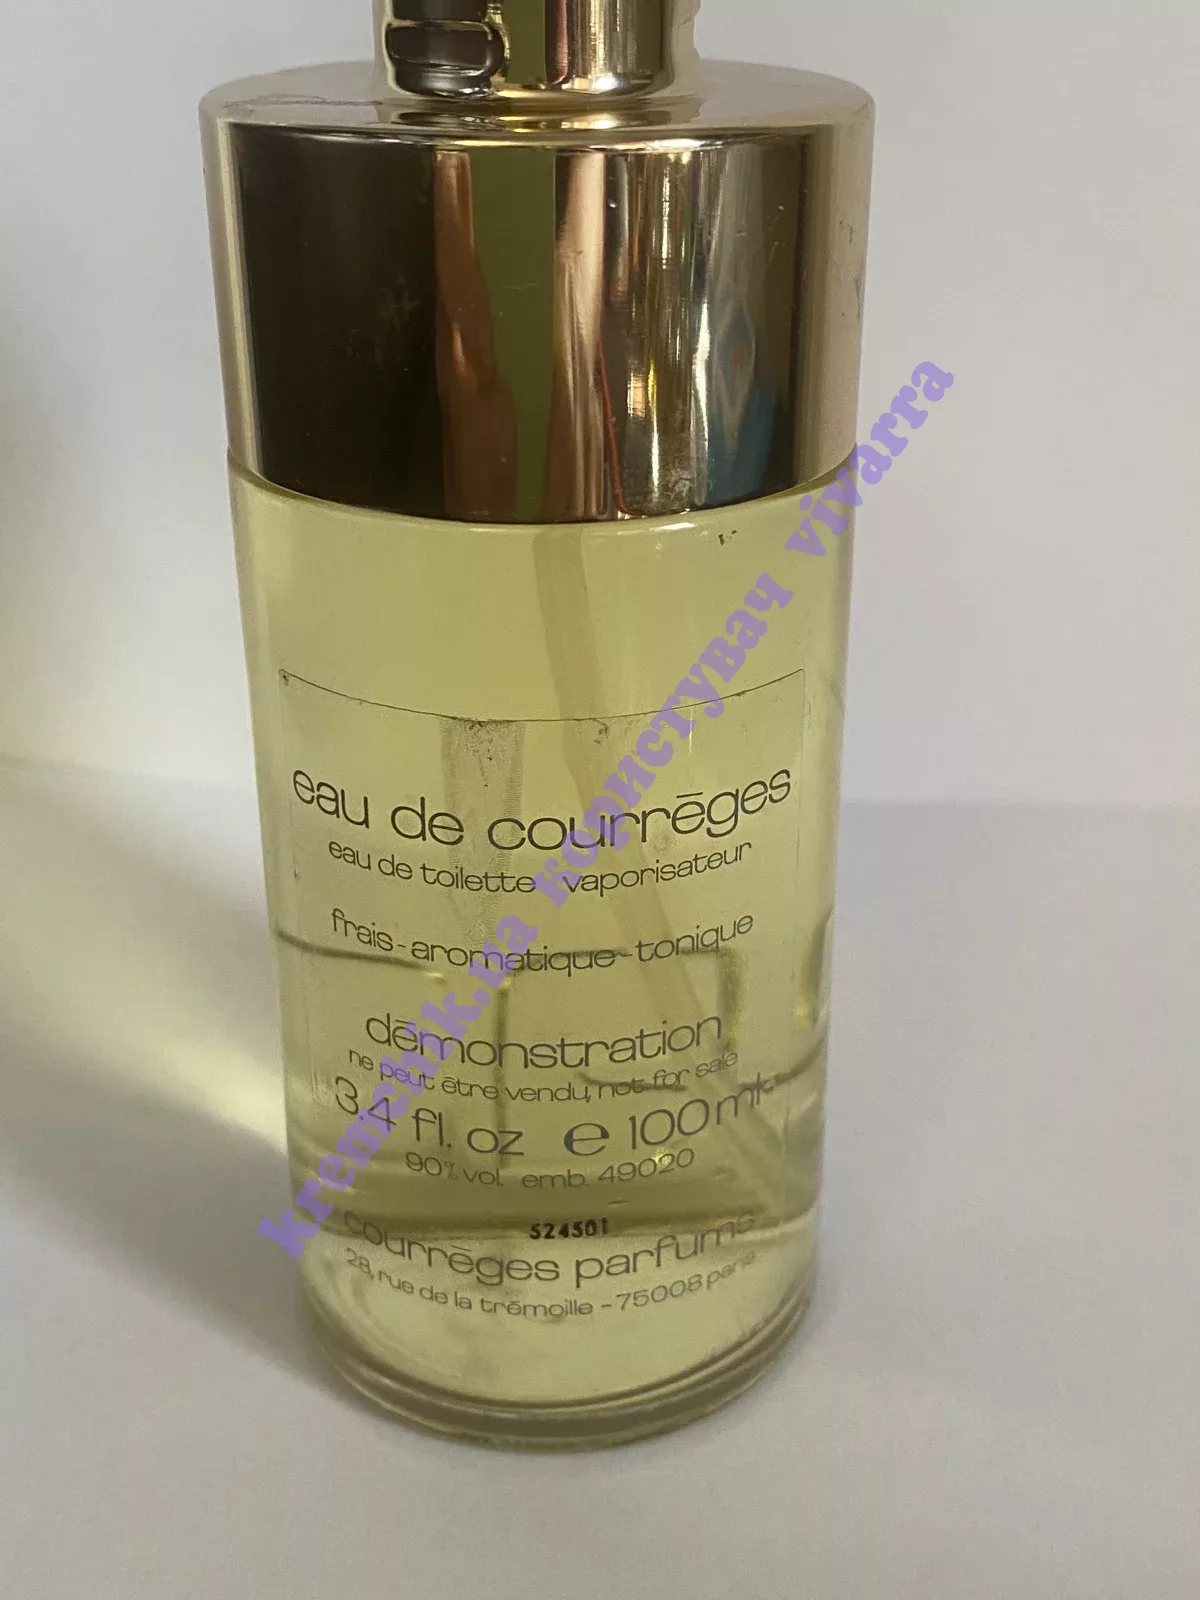 eau de courrēges
eau de toilette vaporisateur
frais-aromatique-tonique
dēmonstration
ne peut être vendu, not for sale
3.4 fl. oz e 100 ml
90% vol. emb. 49020
524501
courrēges parfums
28, rue de la trémoille - 75008 paris
kremchik.ua користувач vivarra